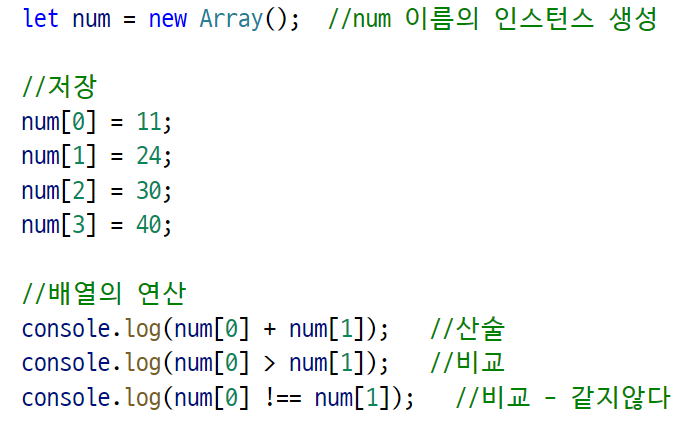 let num = new Array();  //num 이름의 인스턴스 생성
//저장
num[0] = 11;
num[1] = 24;
num[2] = 30;
num[3] = 40;
//배열의 연산
console.log(num[0] + num[1]);   //산술
console.log(num[0] > num[1]);   //비교
console.log(num[0] !== num[1]);   //비교 - 같지않다